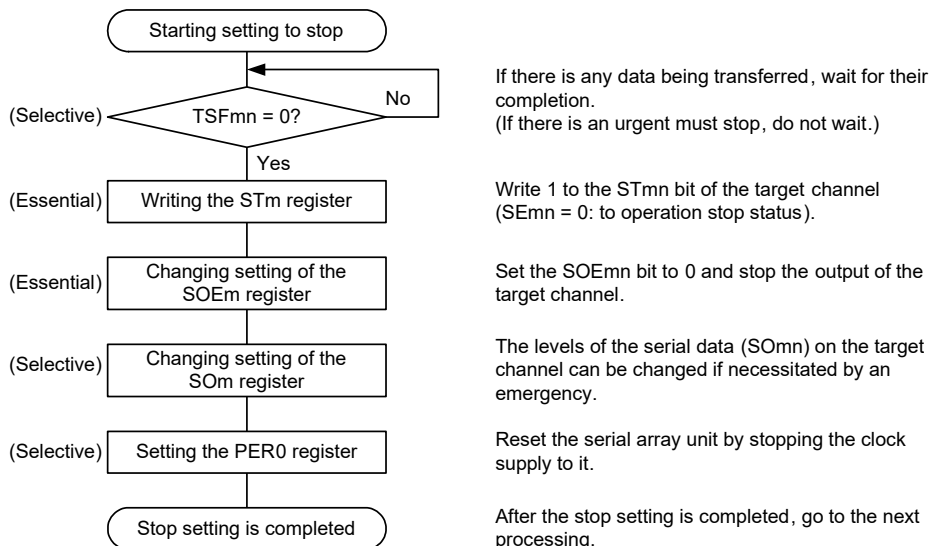 Starting setting to stop
If there is any data being transferred, wait for their
completion.
(If there is an urgent must stop, do not wait.)
(Selective)
TSFmn = 0?
No
Yes
(Essential)
Writing the STm register
Write 1 to the STmn bit of the target channel
(SEmn = 0: to operation stop status).
(Essential)
Changing setting of the
SOEm register
Set the SOEmn bit to 0 and stop the output of the
target channel.
(Selective)
Changing setting of the
SOm register
The levels of the serial data (SOmn) on the target
channel can be changed if necessitated by an
emergency.
(Selective)
Setting the PER0 register
Reset the serial array unit by stopping the clock
supply to it.
Stop setting is completed
After the stop setting is completed, go to the next
processing.